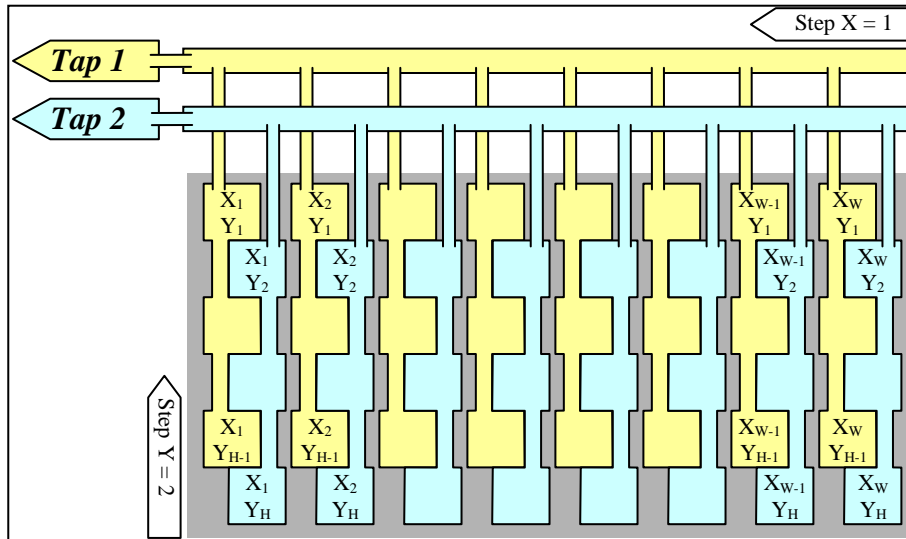 Step X = 1
Tap 1
Tap 2
X1 X2 XW-1 XW
Y1 Y1 Y1 Y1
X1 X2 XW-1 XW
Y2 Y2 Y2 Y2
Step Y = 2
X1 X2 XW-1 XW
YH-1 YH-1 YH-1 YH-1
X1 X2 XW-1 XW
YH YH YH YH